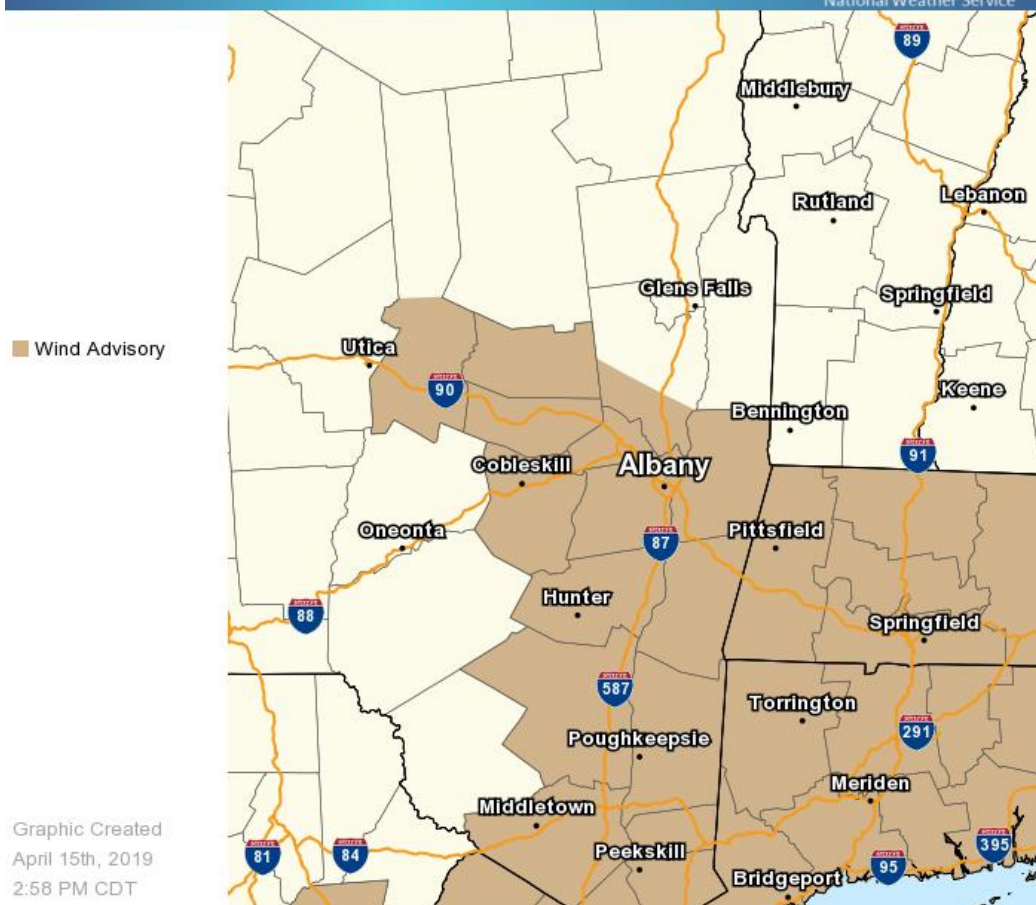 National Weather Service
89
Middlebury
Rutland
Lebanon
Glens Falls
Springfield
Wind Advisory
Utica
90
Keene
Bennington
91
Cobleskill
Albany
Oneonta
87
Pittsfield
Hunter
88
Springfield
587
Torrington
291
Poughkeepsie
Meriden
Middletown
Graphic Created
April 15th, 2019
2:58 PM CDT
81
84
Peekskill
395
95
Bridgeport